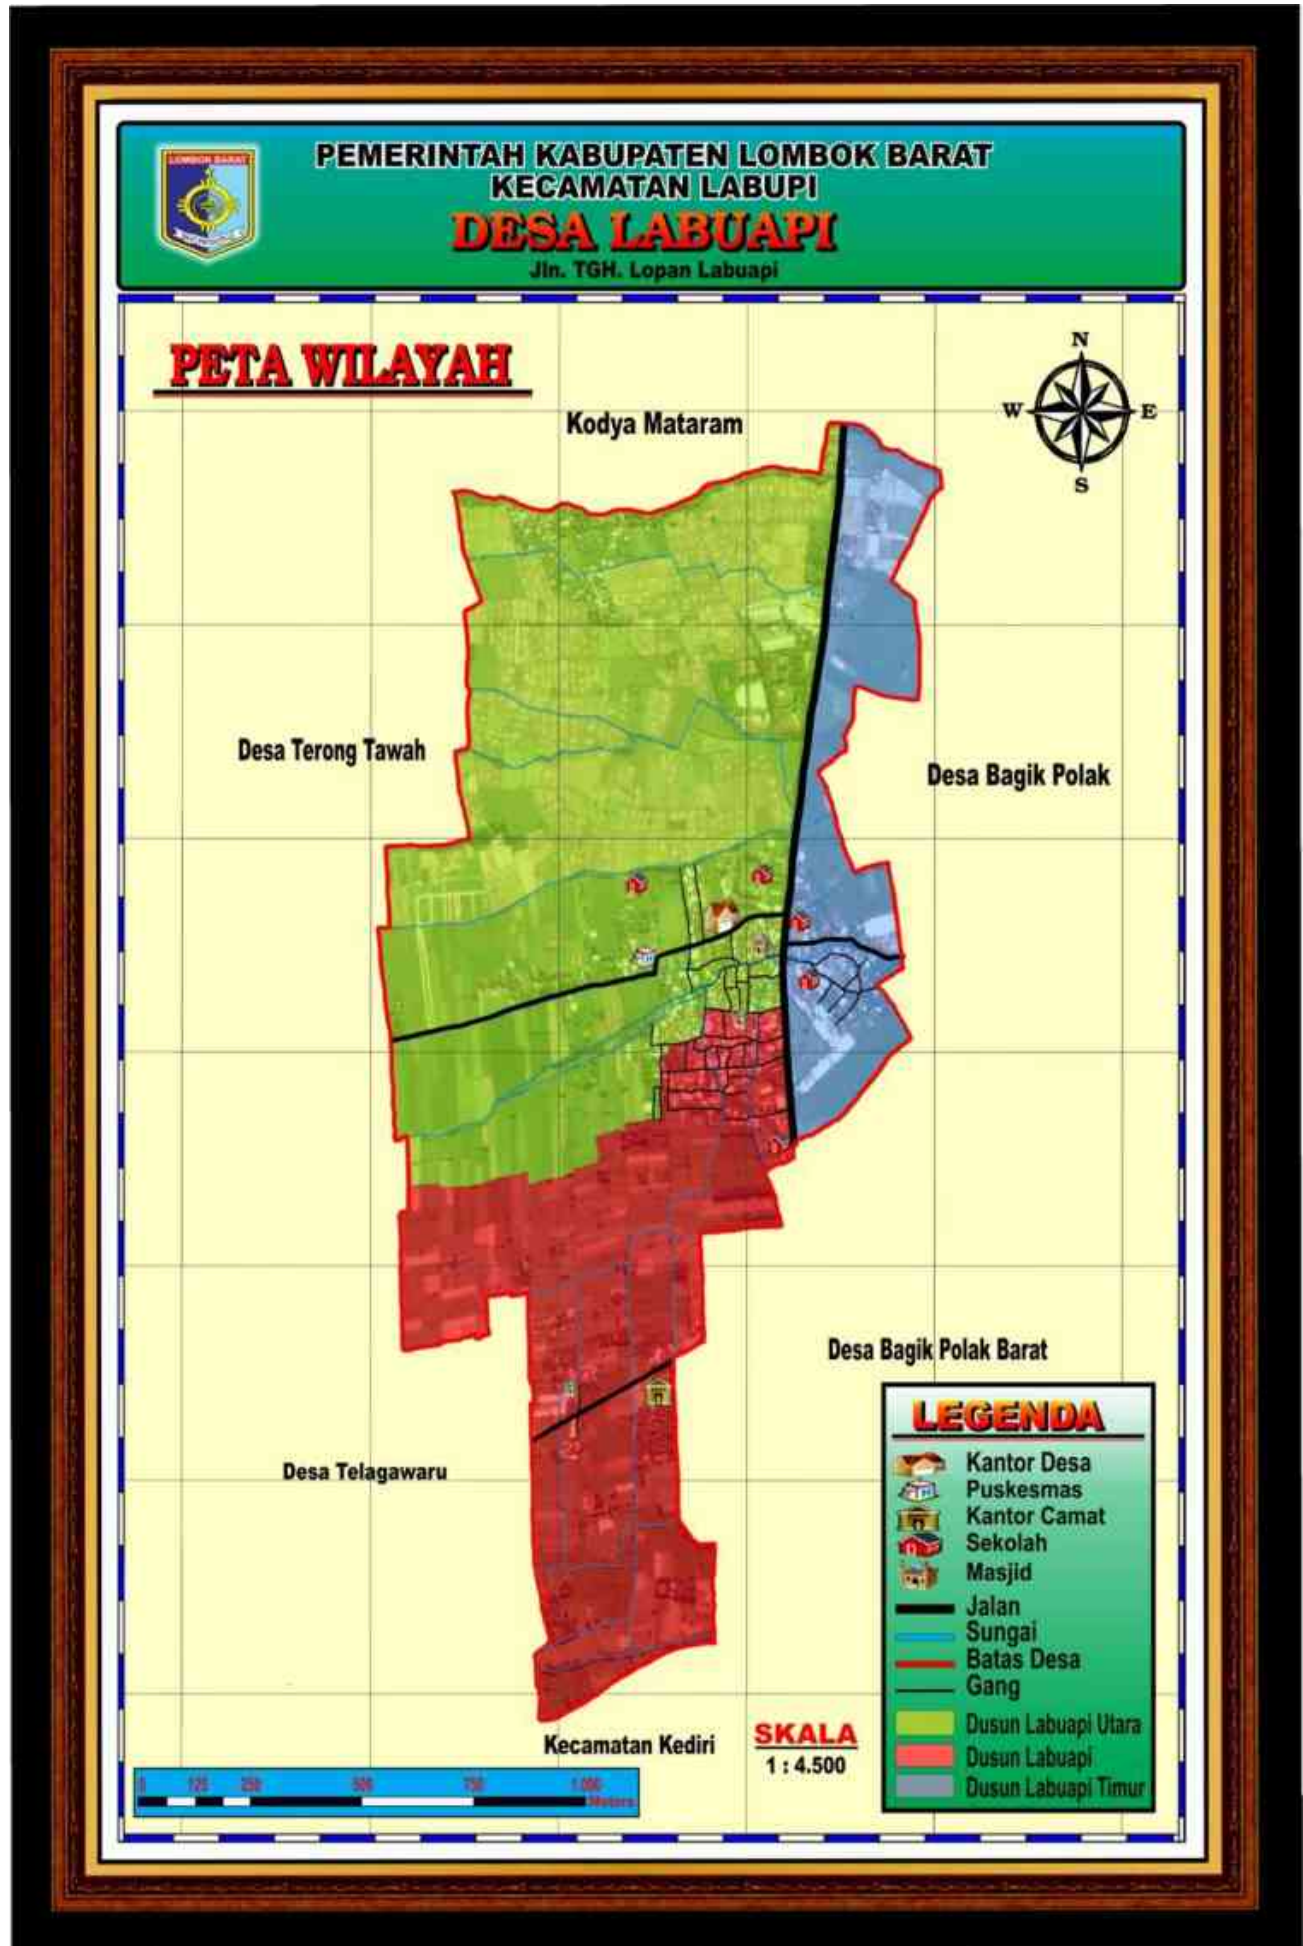 LOMBOK BARAT
PEMERINTAH KABUPATEN LOMBOK BARAT
KECAMATAN LABUPI
DESA LABUAPI
Jln. TGH. Lopan Labuapi
PETA WILAYAH
N
W
E
S
Kodya Mataram
Desa Terong Tawah
Desa Bagik Polak
Desa Bagik Polak Barat
Desa Telagawaru
Kecamatan Kediri
LEGENDA
Kantor Desa
Puskesmas
Kantor Camat
Sekolah
Masjid
Jalan
Sungai
Batas Desa
Gang
Dusun Labuapi Utara
Dusun Labuapi
Dusun Labuapi Timur
SKALA
1 : 4.500
0 125 250 500 750 1.000
Meters